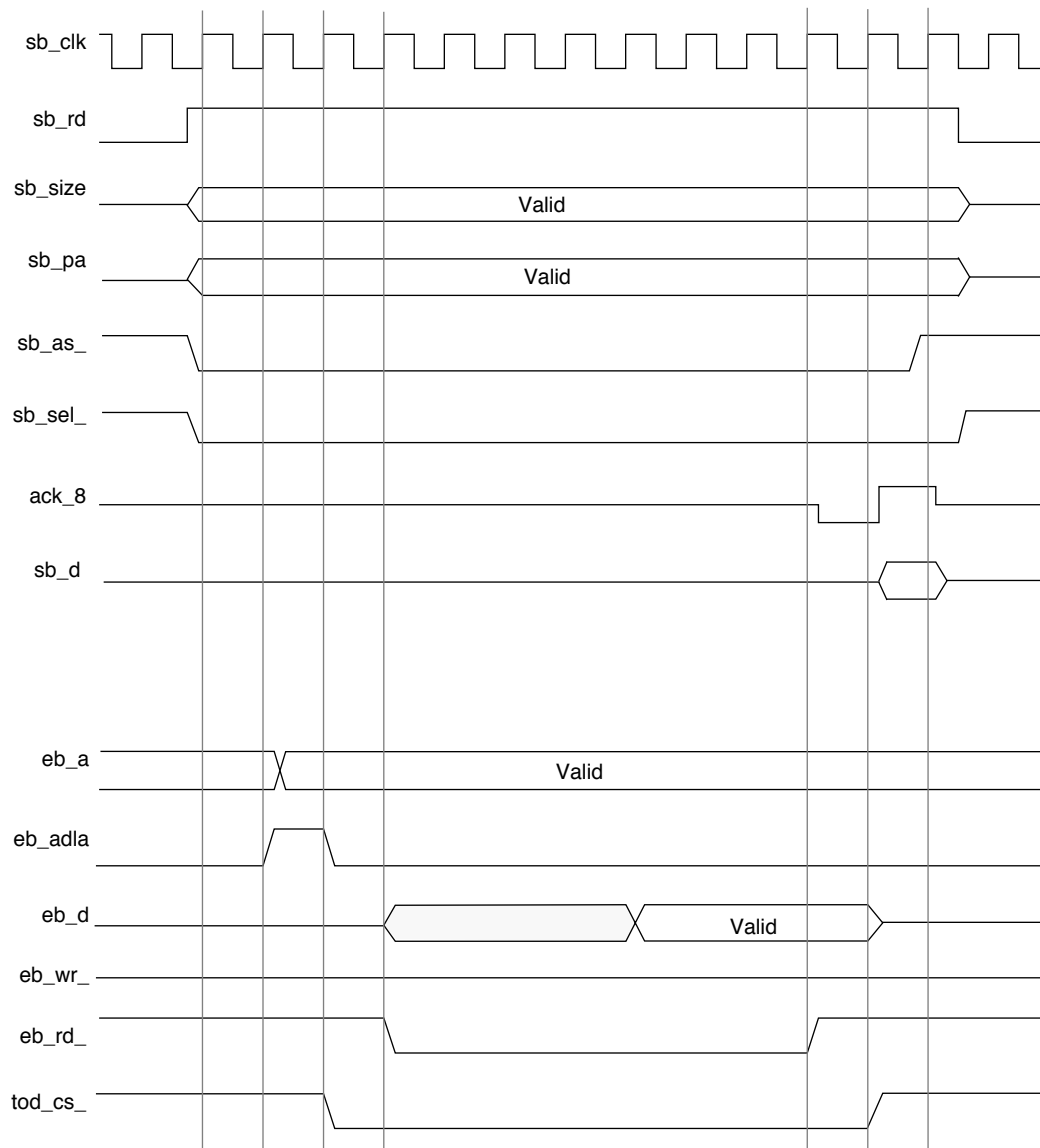 sb_clk
sb_rd
sb_size
Valid
sb_pa
Valid
sb_as_
sb_sel_
ack_8
sb_d
eb_a
Valid
eb_adla
eb_d
Valid
eb_wr_
eb_rd_
tod_cs_